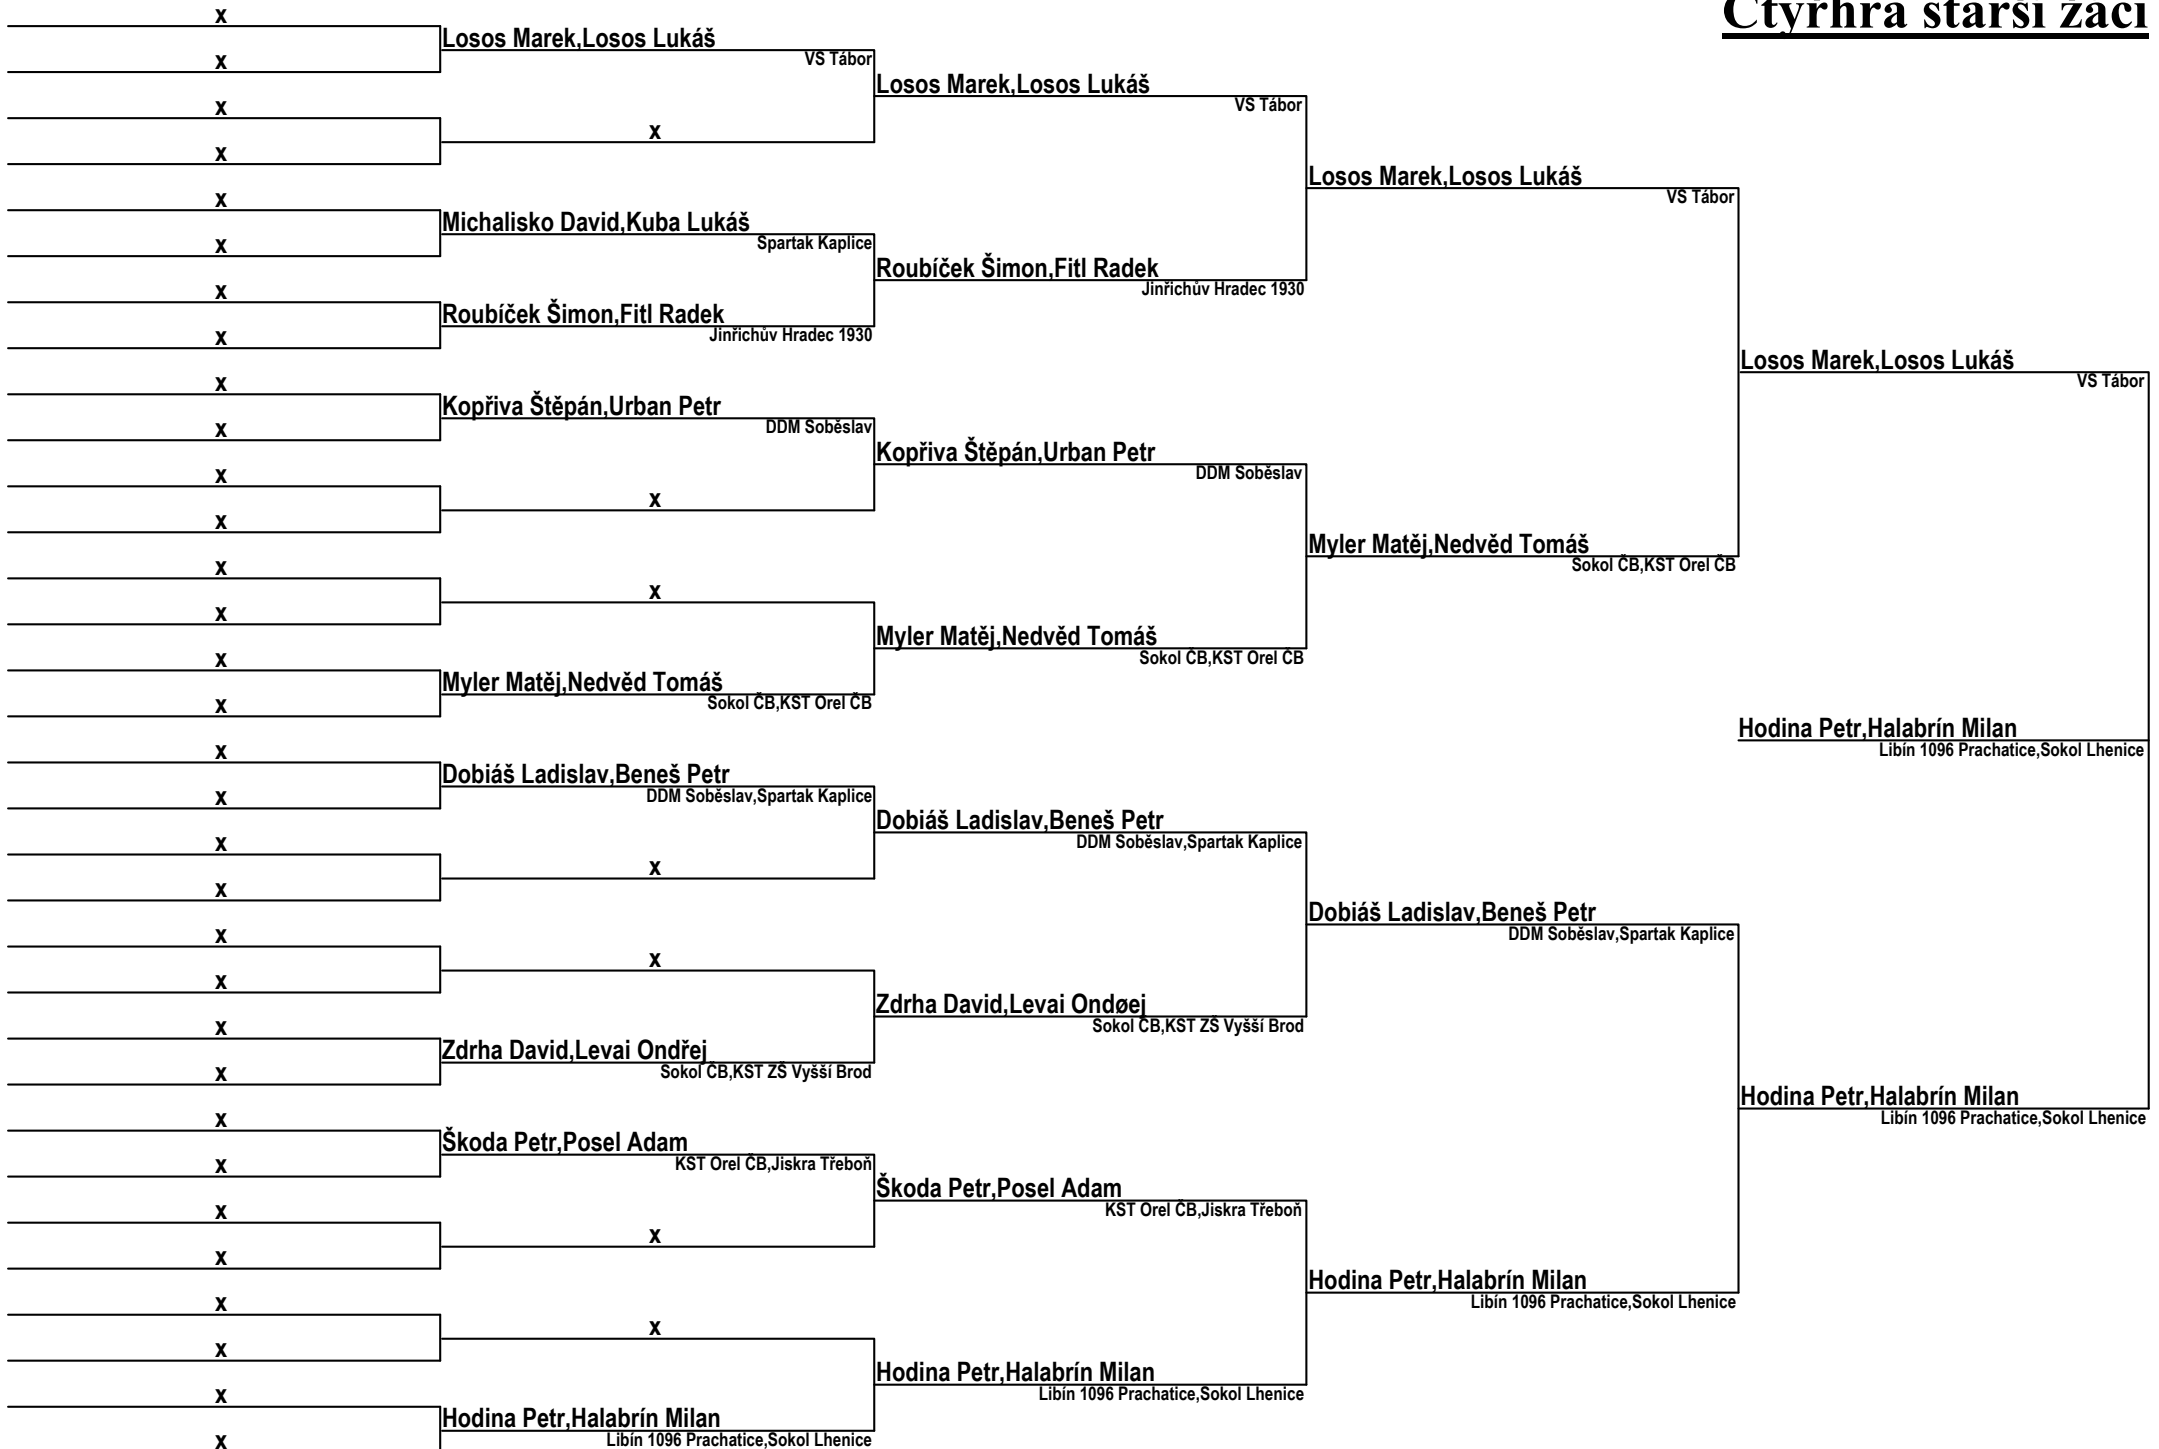 Čtyřhra starší žáci
x
Losos Marek,Losos Lukáš
VS Tábor
x
Losos Marek,Losos Lukáš
VS Tábor
x
x
x
Losos Marek,Losos Lukáš
VS Tábor
x
Michalisko David,Kuba Lukáš
Spartak Kaplice
x
Roubíček Šimon,Fitl Radek
Jinřichův Hradec 1930
x
Roubíček Šimon,Fitl Radek
Jinřichův Hradec 1930
x
Losos Marek,Losos Lukáš
VS Tábor
x
Kopřiva Štěpán,Urban Petr
DDM Soběslav
x
Kopřiva Štěpán,Urban Petr
DDM Soběslav
x
x
x
Myler Matěj,Nedvěd Tomáš
Sokol ČB,KST Orel ČB
x
x
x
Myler Matěj,Nedvěd Tomáš
Sokol ČB,KST Orel ČB
x
Myler Matěj,Nedvěd Tomáš
Sokol ČB,KST Orel ČB
x
Hodina Petr,Halabrín Milan
Libín 1096 Prachatice,Sokol Lhenice
x
Dobiáš Ladislav,Beneš Petr
DDM Soběslav,Spartak Kaplice
x
Dobiáš Ladislav,Beneš Petr
DDM Soběslav,Spartak Kaplice
x
x
x
Dobiáš Ladislav,Beneš Petr
DDM Soběslav,Spartak Kaplice
x
x
x
Zdrha David,Levai Ondøej
Sokol ČB,KST ZŠ Vyšší Brod
x
Zdrha David,Levai Ondřej
Sokol ČB,KST ZŠ Vyšší Brod
x
Hodina Petr,Halabrín Milan
Libín 1096 Prachatice,Sokol Lhenice
x
Škoda Petr,Posel Adam
KST Orel ČB,Jiskra Třeboň
x
Škoda Petr,Posel Adam
KST Orel ČB,Jiskra Třeboň
x
x
x
Hodina Petr,Halabrín Milan
Libín 1096 Prachatice,Sokol Lhenice
x
x
x
Hodina Petr,Halabrín Milan
Libín 1096 Prachatice,Sokol Lhenice
x
Hodina Petr,Halabrín Milan
Libín 1096 Prachatice,Sokol Lhenice
x